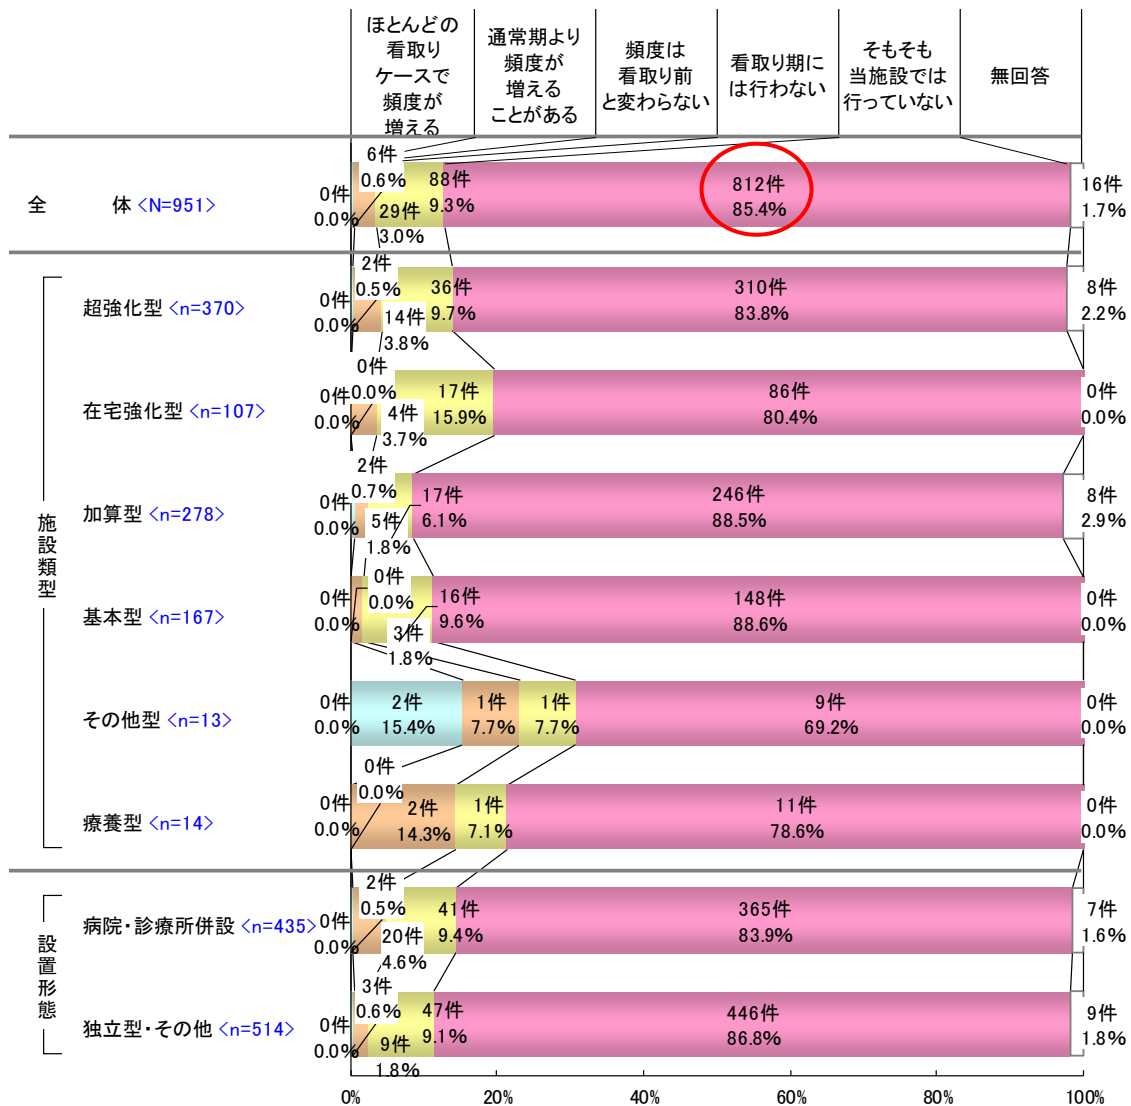 ほとんどの
看取り
ケースで
頻度が
増える
通常期より
頻度が
増える
ことがある
頻度は
看取り前
と変わらない
看取り期に
は行わない
そもそも
当施設では
行っていない
無回答
全 体 <N=951>
0件
0.0%
6件
0.6%
29件
3.0%
88件
9.3%
812件
85.4%
16件
1.7%
施設類型
超強化型 <n=370>
0件
0.0%
2件
0.5%
14件
3.8%
36件
9.7%
310件
83.8%
8件
2.2%
在宅強化型 <n=107>
0件
0.0%
0件
0.0%
4件
3.7%
17件
15.9%
86件
80.4%
0件
0.0%
加算型 <n=278>
0件
0.0%
2件
0.7%
5件
1.8%
17件
6.1%
246件
88.5%
8件
2.9%
基本型 <n=167>
0件
0.0%
0件
0.0%
3件
1.8%
16件
9.6%
148件
88.6%
0件
0.0%
その他型 <n=13>
0件
0.0%
2件
15.4%
1件
7.7%
1件
7.7%
9件
69.2%
0件
0.0%
療養型 <n=14>
0件
0.0%
0件
0.0%
2件
14.3%
1件
7.1%
11件
78.6%
0件
0.0%
設置形態
病院・診療所併設 <n=435>
0件
0.0%
2件
0.5%
20件
4.6%
41件
9.4%
365件
83.9%
7件
1.6%
独立型・その他 <n=514>
0件
0.0%
3件
0.6%
9件
1.8%
47件
9.1%
446件
86.8%
9件
1.8%
0% 20% 40% 60% 80% 100%